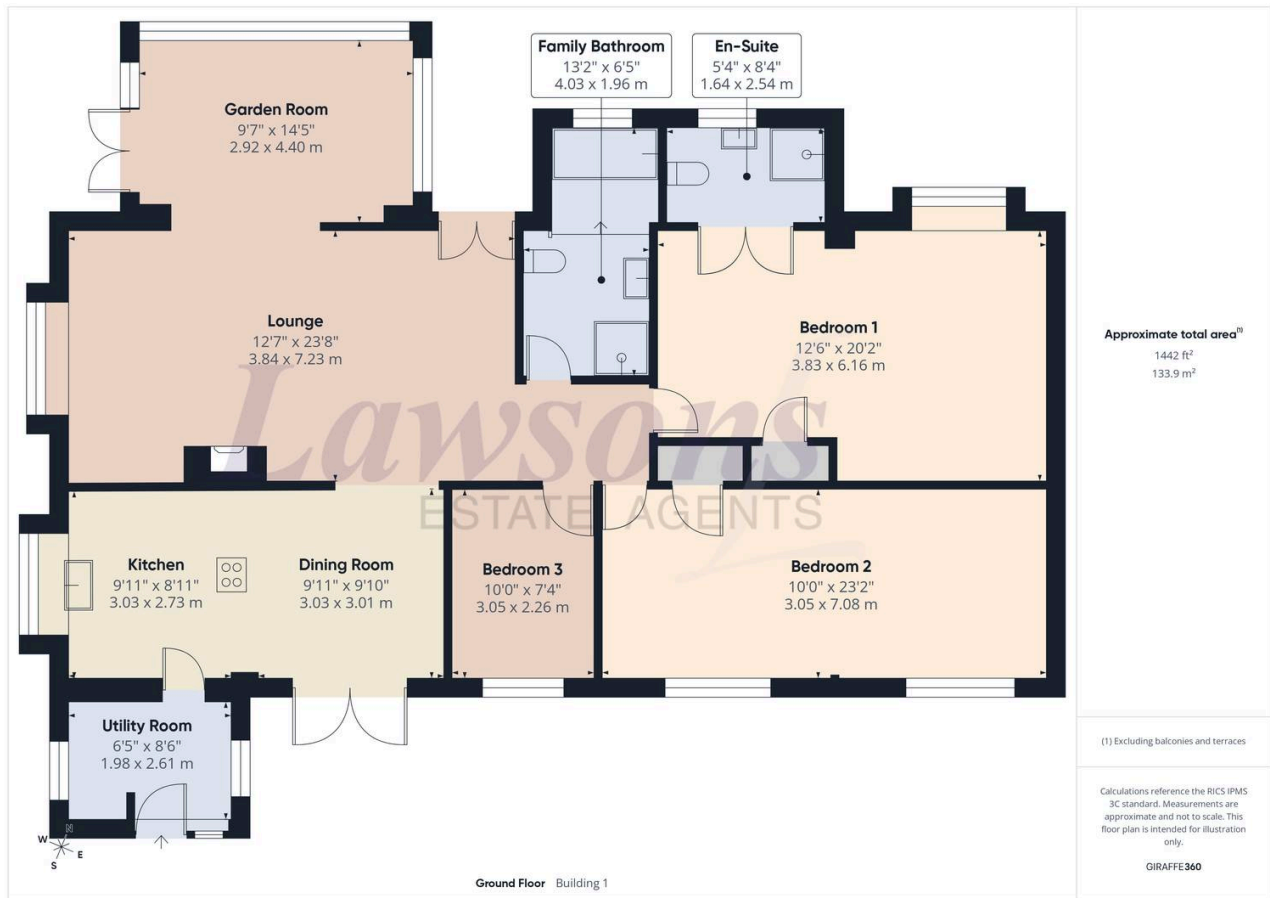 Family Bathroom
13'2" x 6'5"
4.03 x 1.96 m
En-Suite
5'4" x 8'4"
1.64 x 2.54 m
Garden Room
9'7" x 14'5"
2.92 x 4.40 m
Lounge
12'7" x 23'8"
3.84 x 7.23 m
Bedroom 1
12'6" x 20'2"
3.83 x 6.16 m
Approximate total area(1)
1442 ft²
133.9 m²
Lawsons
ESTATE AGENTS
Kitchen
9'11" x 8'11"
3.03 x 2.73 m
Dining Room
9'11" x 9'10"
3.03 x 3.01 m
Bedroom 3
10'0" x 7'4"
3.05 x 2.26 m
Bedroom 2
10'0" x 23'2"
3.05 x 7.08 m
Utility Room
6'5" x 8'6"
1.98 x 2.61 m
N
W
E
S
Ground Floor Building 1
(1) Excluding balconies and terraces
Calculations reference the RICS IPMS
3C standard. Measurements are
approximate and not to scale. This
floor plan is intended for illustration
only.
GIRAFFE360